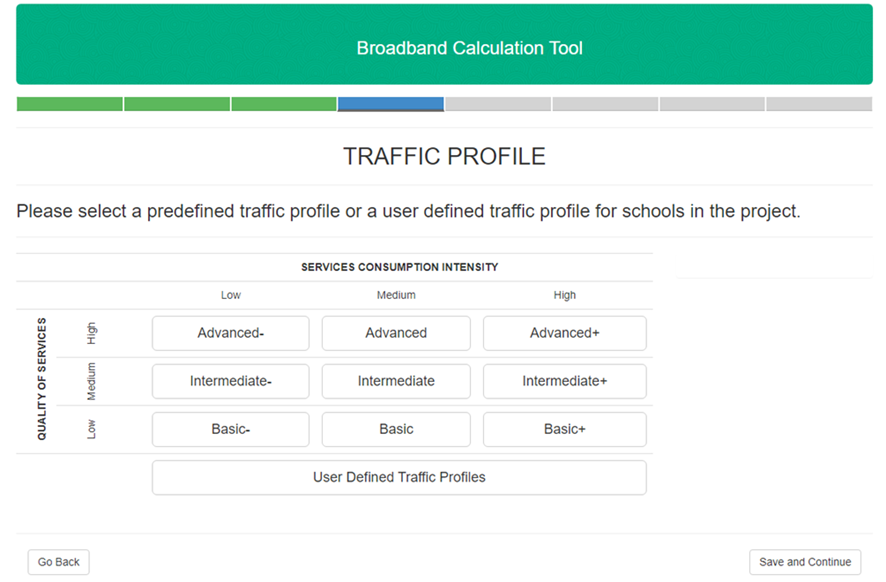 Broadband Calculation Tool
TRAFFIC PROFILE
Please select a predefined traffic profile or a user defined traffic profile for schools in the project.
SERVICES CONSUMPTION INTENSITY
Low Medium High
QUALITY OF SERVICES
High Advanced- Advanced Advanced+
Medium Intermediate- Intermediate Intermediate+
Low Basic- Basic Basic+
User Defined Traffic Profiles
Go Back Save and Continue